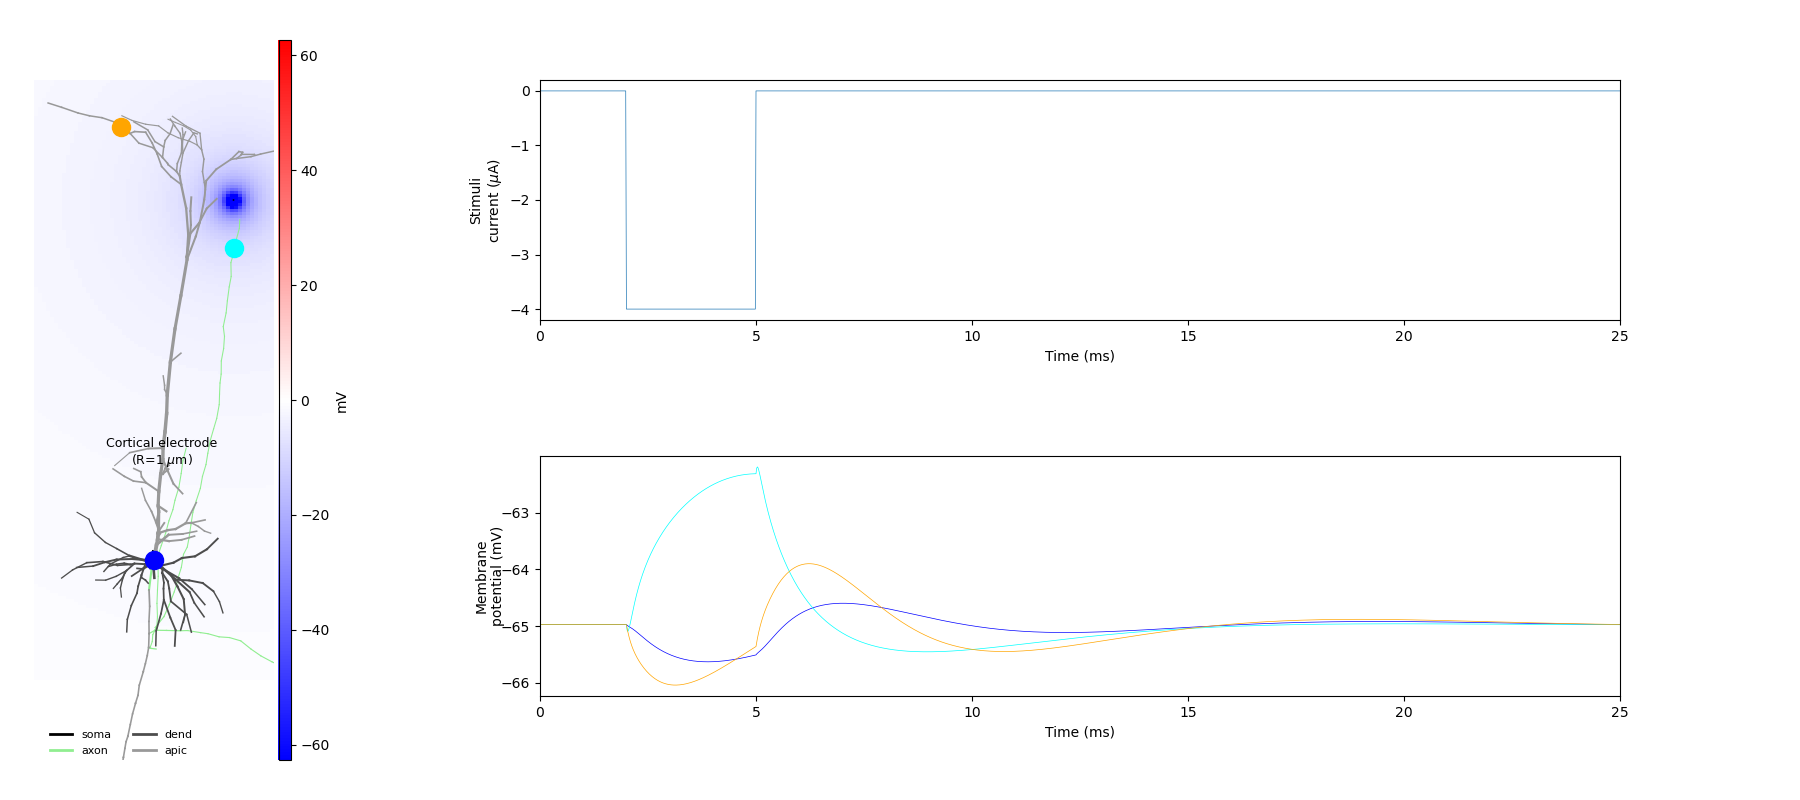 60
40
20
0
−20
−40
−60
mV
Cortical electrode
(R=1 μm)
soma
axon
dend
apic
0
−1
−2
−3
−4
Stimuli
current (μA)
0
5
10
15
20
25
Time (ms)
−63
−64
−65
−66
Membrane
potential (mV)
0
5
10
15
20
25
Time (ms)